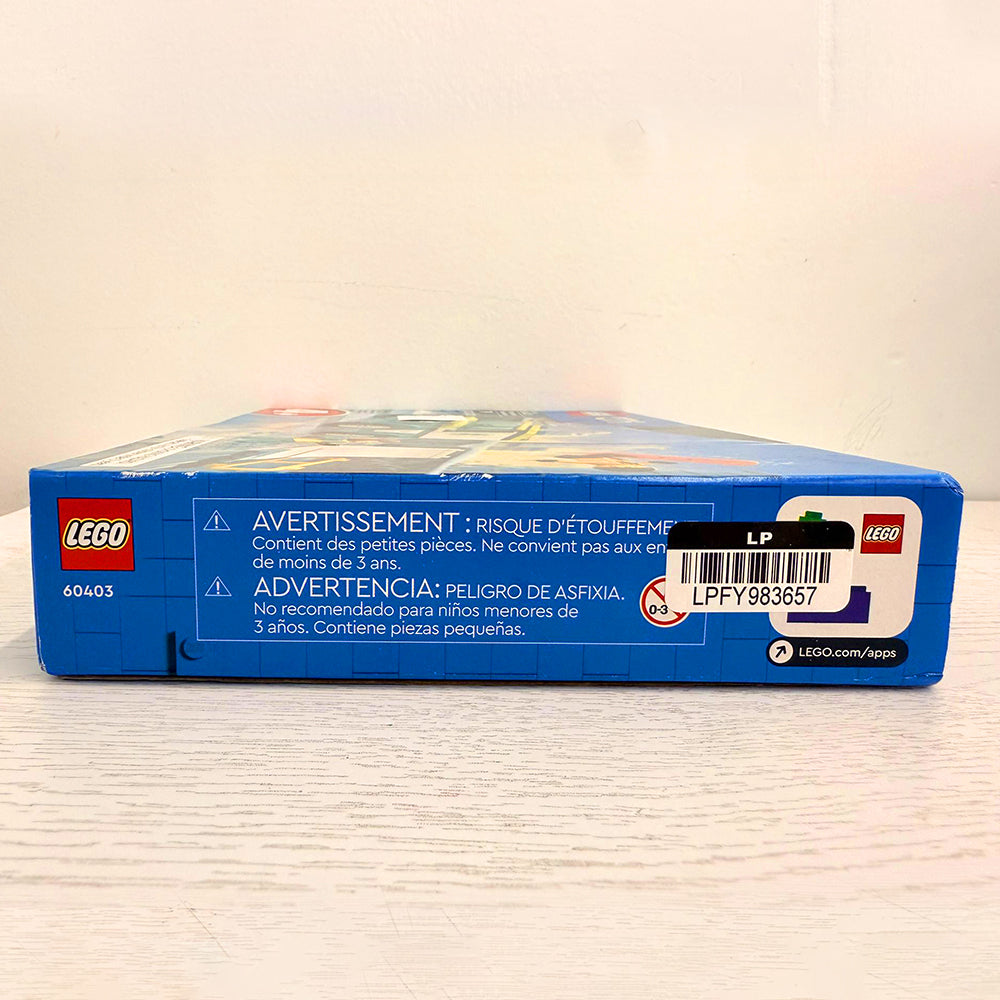 LEGO
60403
AVERTISSEMENT : RISQUE D'ÉTOUFFEME
Contient des petites pièces. Ne convient pas aux en
de moins de 3 ans.
ADVERTENCIA: PELIGRO DE ASFIXIA.
No recomendado para niños menores de
3 años. Contiene piezas pequeñas.
0-3
LP
LPFY983657
LEGO
LEGO.com/apps